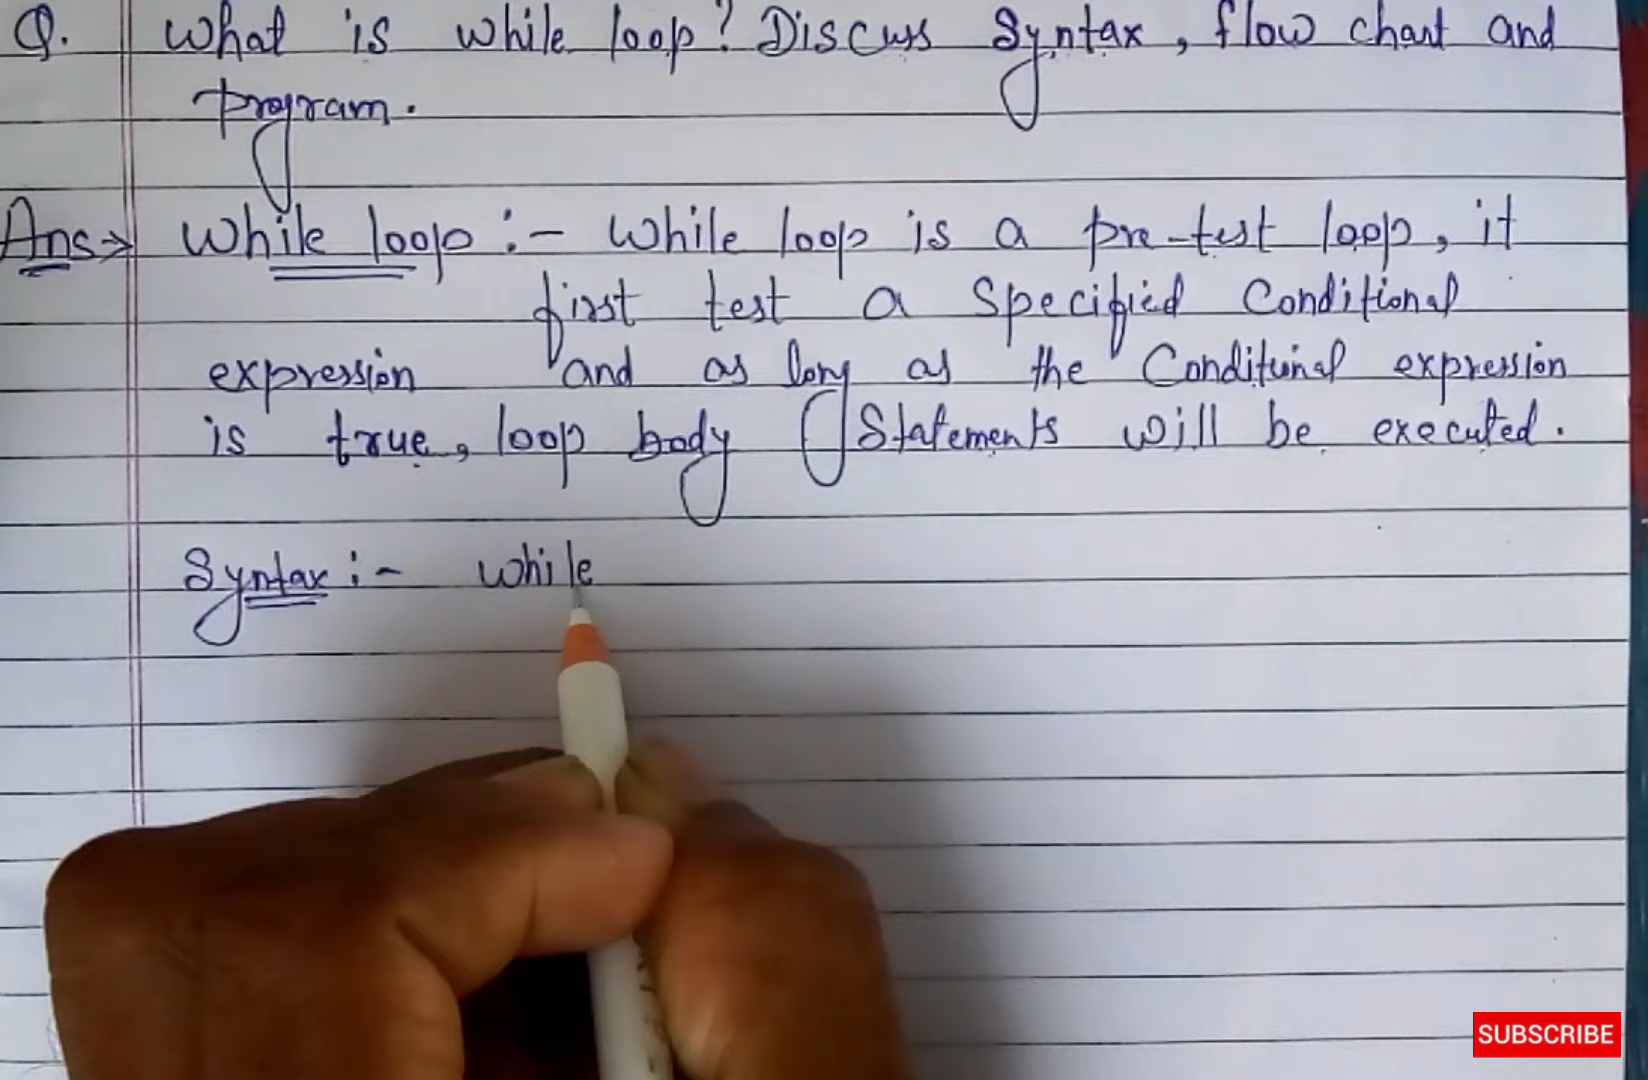 Q. What is while loop? Discuss Syntax, flow chart and
program.
Ans⇒ While loop :- While loop is a pre-test loop, it
first test a specified Conditional
expression and as long as the Conditional expression
is true, loop body Statements will be executed.
Syntax :- while
SUBSCRIBE